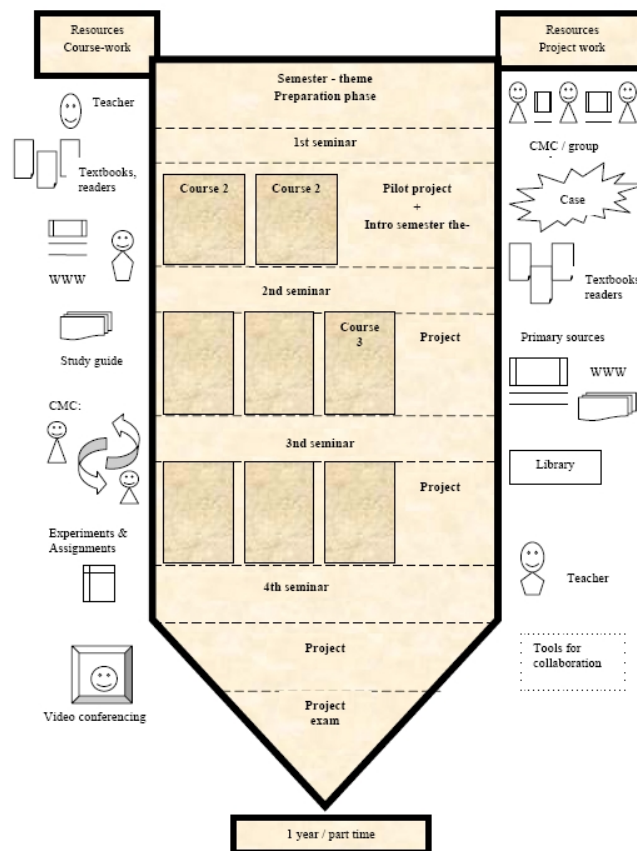 Resources
Course-work
Resources
Project work
Semester - theme
Preparation phase
1st seminar
Course 2
Course 2
Pilot project
+
Intro semester the-
2nd seminar
Course
3
Project
3nd seminar
Project
4th seminar
Project
Project
exam
1 year / part time
Teacher
Textbooks,
readers
WWW
Study guide
CMC:
Experiments &
Assignments
Video conferencing
CMC / group
Case
Textbooks,
readers
Primary sources
WWW
Library
Teacher
Tools for
collaboration